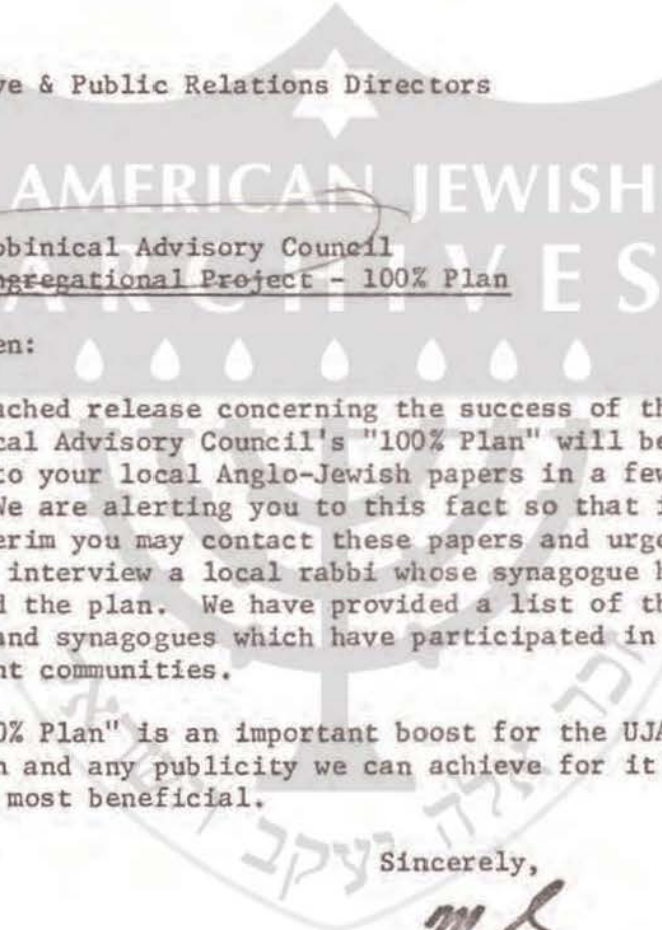 ve & Public Relations Directors
AMERICAN JEWISH
ARCHIVES
bbinical Advisory Council
ngregational Project - 100% Plan
en:
ached release concerning the success of th
cal Advisory Council's "100% Plan" will be
to your local Anglo-Jewish papers in a few
We are alerting you to this fact so that i
erim you may contact these papers and urge
interview a local rabbi whose synagogue h
d the plan. We have provided a list of th
and synagogues which have participated in
nt communities.
0% Plan" is an important boost for the UJA
n and any publicity we can achieve for it
most beneficial.
זכר אלה יעקב וישראל
Sincerely,